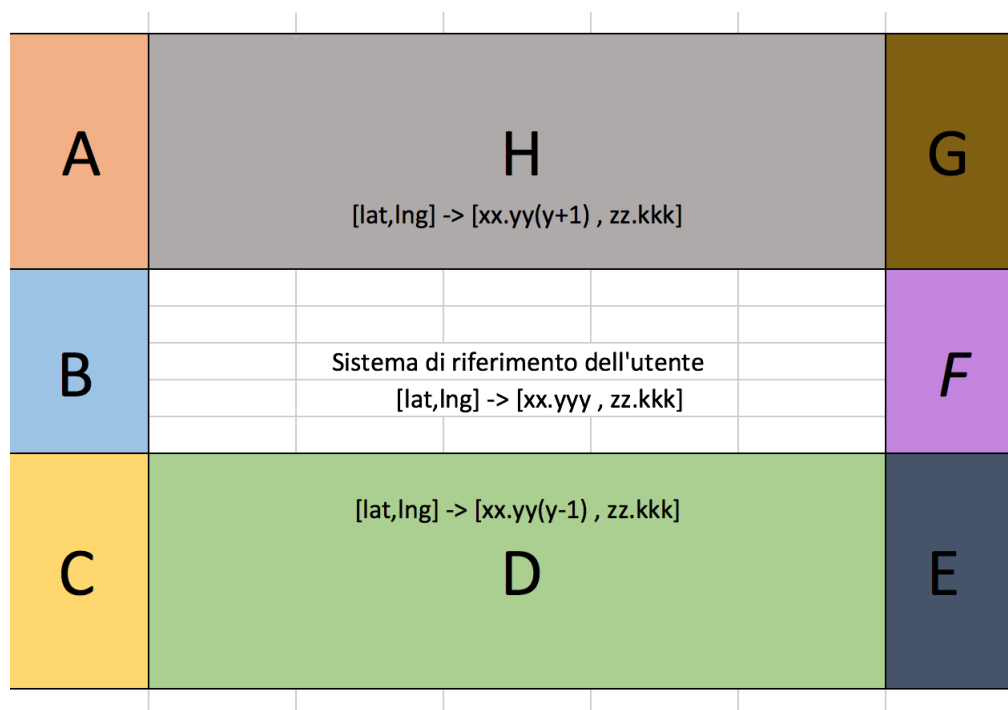 A
H
G
[lat,lng] -> [xx.yy(y+1) , zz.kkk]
B
Sistema di riferimento dell'utente
F
[lat,lng] -> [xx.yyy , zz.kkk]
[lat,lng] -> [xx.yy(y-1) , zz.kkk]
C
D
E